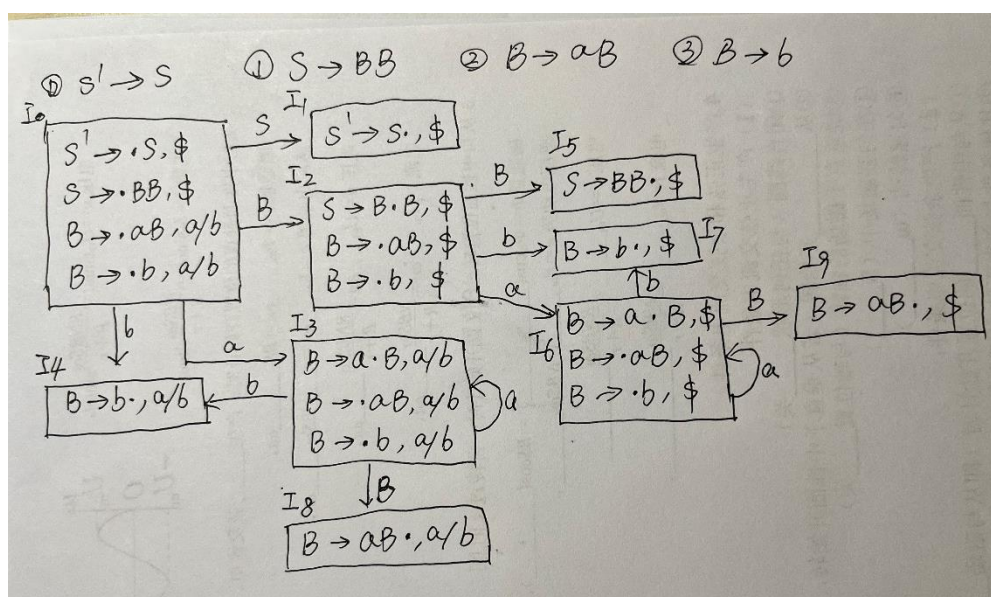 ⓪ S' → S ① S → BB ② B → aB ③ B → b
I0
S' → ·S, $
S → ·BB, $
B → ·aB, a/b
B → ·b, a/b
S
I1
S' → S·, $
B
I2
S → B·B, $
B → ·aB, $
B → ·b, $
B
I5
S → BB·, $
b
I7
B → b·, $
a
b
I6
B → a·B, $
B → ·aB, $
B → ·b, $
a
B
I9
B → aB·, $
b
I4
B → b·, a/b
a
I3
B → a·B, a/b
B → ·aB, a/b
B → ·b, a/b
b
a
B
I8
B → aB·, a/b